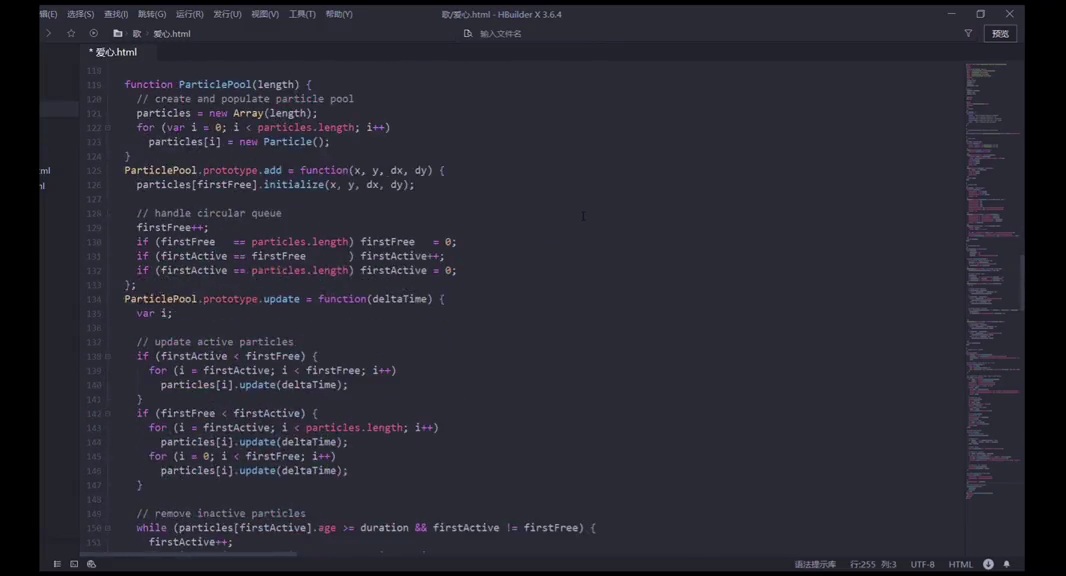 辑(E) 选择(S) 查找(I) 跳转(G) 运行(R) 发行(U) 视图(V) 工具(T) 帮助(Y) 歌/爱心.html - HBuilder X 3.6.4
歌 爱心.html 输入文件名 预览
* 爱心.html
118
119 function ParticlePool(length) {
120 // create and populate particle pool
121 particles = new Array(length);
122 for (var i = 0; i < particles.length; i++)
123 particles[i] = new Particle();
124 }
125 ParticlePool.prototype.add = function(x, y, dx, dy) {
126 particles[firstFree].initialize(x, y, dx, dy);
127
128 // handle circular queue
129 firstFree++;
130 if (firstFree == particles.length) firstFree = 0;
131 if (firstActive == firstFree ) firstActive++;
132 if (firstActive == particles.length) firstActive = 0;
133 };
134 ParticlePool.prototype.update = function(deltaTime) {
135 var i;
136
137 // update active particles
138 if (firstActive < firstFree) {
139 for (i = firstActive; i < firstFree; i++)
140 particles[i].update(deltaTime);
141 }
142 if (firstFree < firstActive) {
143 for (i = firstActive; i < particles.length; i++)
144 particles[i].update(deltaTime);
145 for (i = 0; i < firstFree; i++)
146 particles[i].update(deltaTime);
147 }
148
149 // remove inactive particles
150 while (particles[firstActive].age >= duration && firstActive != firstFree) {
151 firstActive++;
ml
l
语法提示库 行:255 列:3 UTF-8 HTML